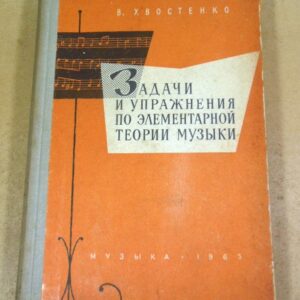 В. ХВОСТЕНКО
ЗАДАЧИ
И УПРАЖНЕНИЯ
ПО ЭЛЕМЕНТАРНОЙ
ТЕОРИИ МУЗЫКИ
МУЗЫКА • 1965